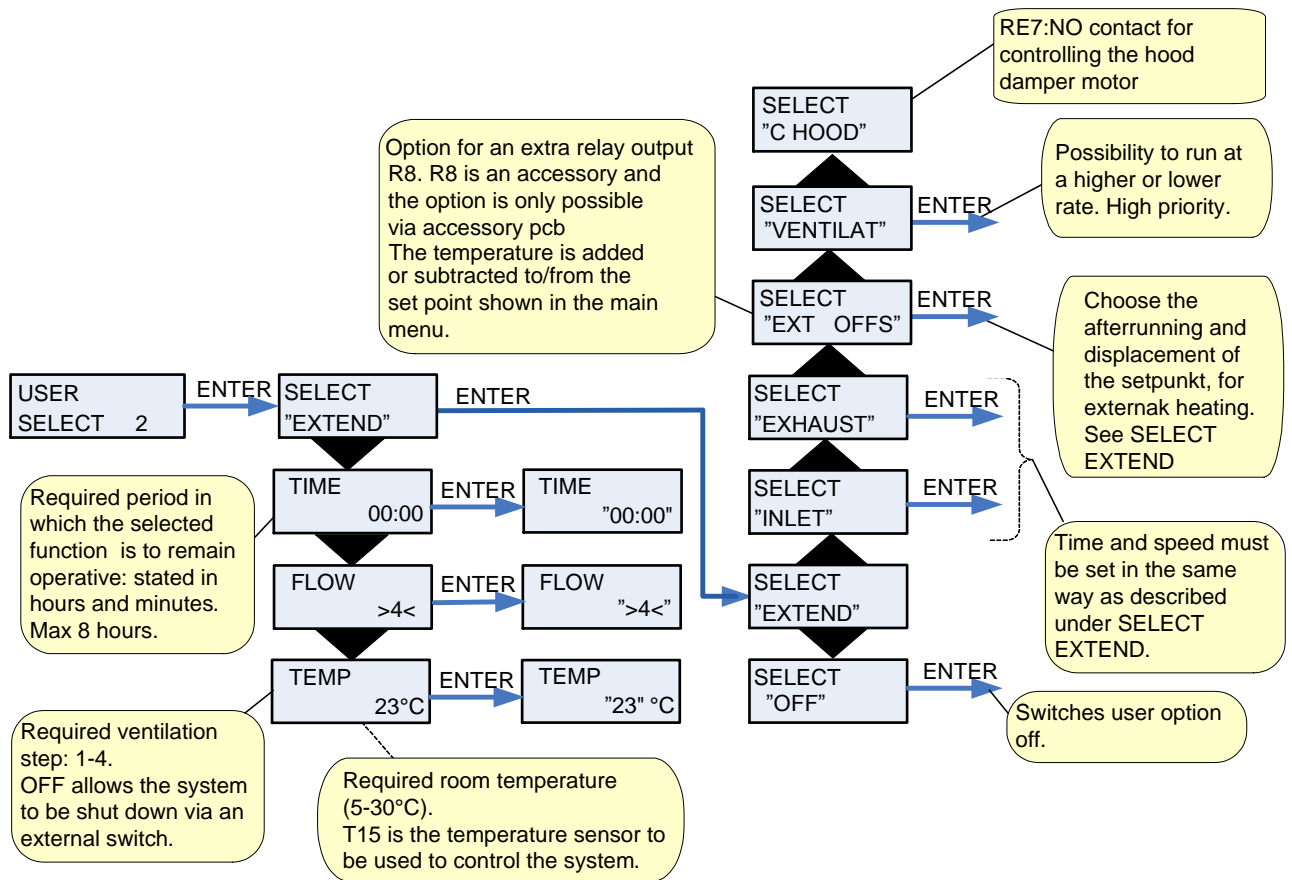 RE7:NO contact for
controlling the hood
damper motor
SELECT
"C HOOD"
Option for an extra relay output
R8. R8 is an accessory and
the option is only possible
via accessory pcb
The temperature is added
or subtracted to/from the
set point shown in the main
menu.
Possibility to run at
a higher or lower
rate. High priority.
SELECT
"VENTILAT"
ENTER
SELECT
"EXT OFFS"
ENTER
Choose the
afterrunning and
displacement of
the setpunkt, for
externak heating.
See SELECT
EXTEND
USER
SELECT 2
ENTER
SELECT
"EXTEND"
ENTER
SELECT
"EXHAUST"
ENTER
Required period in
which the selected
function is to remain
operative: stated in
hours and minutes.
Max 8 hours.
TIME
00:00
ENTER
TIME
"00:00"
SELECT
"INLET"
ENTER
Time and speed must
be set in the same
way as described
under SELECT
EXTEND.
FLOW
>4<
ENTER
FLOW
">4<"
SELECT
"EXTEND"
TEMP
23°C
ENTER
TEMP
"23" °C
SELECT
"OFF"
ENTER
Switches user option
off.
Required ventilation
step: 1-4.
OFF allows the system
to be shut down via an
external switch.
Required room temperature
(5-30°C).
T15 is the temperature sensor to
be used to control the system.